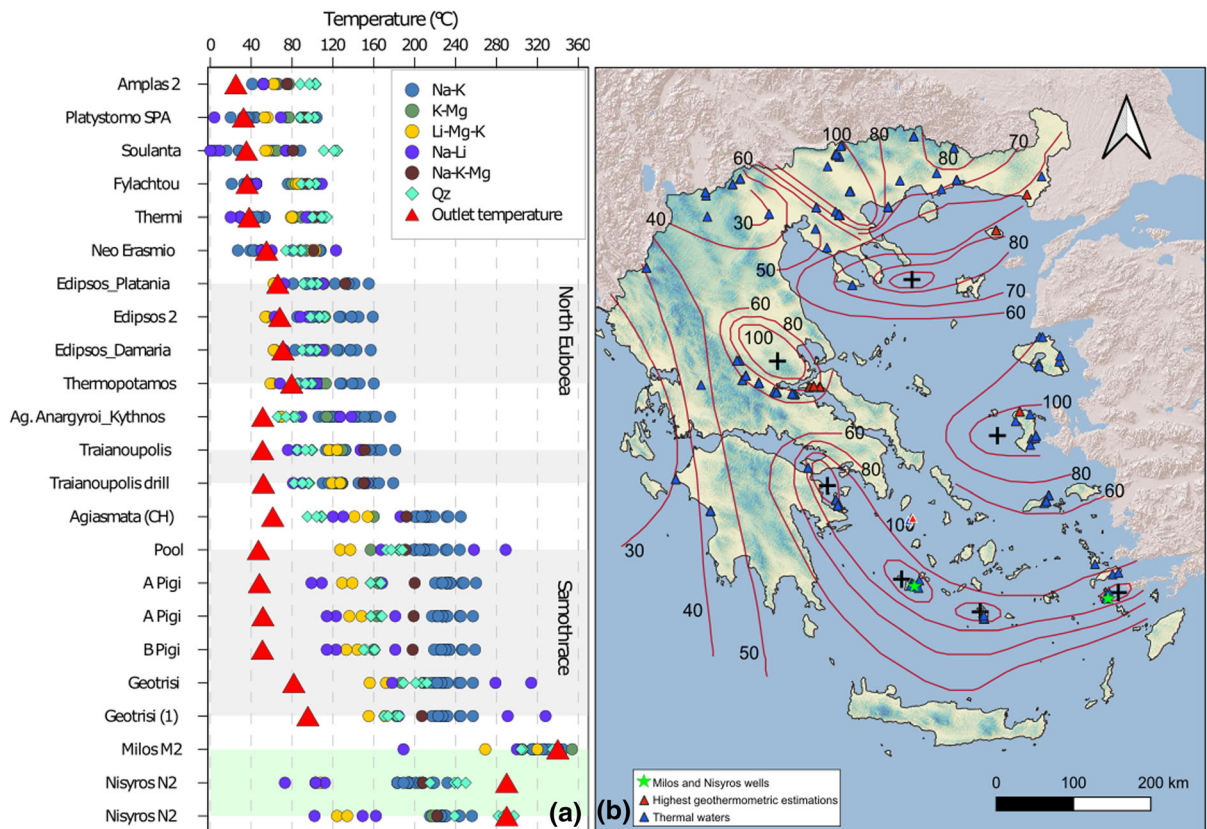 Temperature (°C)
0 40 80 120 160 200 240 280 320 360
Amplas 2
Platystomo SPA
Soulanta
Fylachtou
Thermi
Neo Erasmio
Edipsos_Platania
Edipsos 2
Edipsos_Damaria
Thermopotamos
Ag. Anargyroi_Kythnos
Traianoupolis
Traianoupolis drill
Agiasmata (CH)
Pool
A Pigi
A Pigi
B Pigi
Geotrisi
Geotrisi (1)
Milos M2
Nisyros N2
Nisyros N2
Na-K
K-Mg
Li-Mg-K
Na-Li
Na-K-Mg
Qz
Outlet temperature
North Euboea
Samothrace
(a)
100
80
70
60
80
40
30
80
50
70
60
60
80
100
100
60
80
80
60
100
30
40
50
Milos and Nisyros wells
Highest geothermometric estimations
Thermal waters
0 100 200 km
(b)